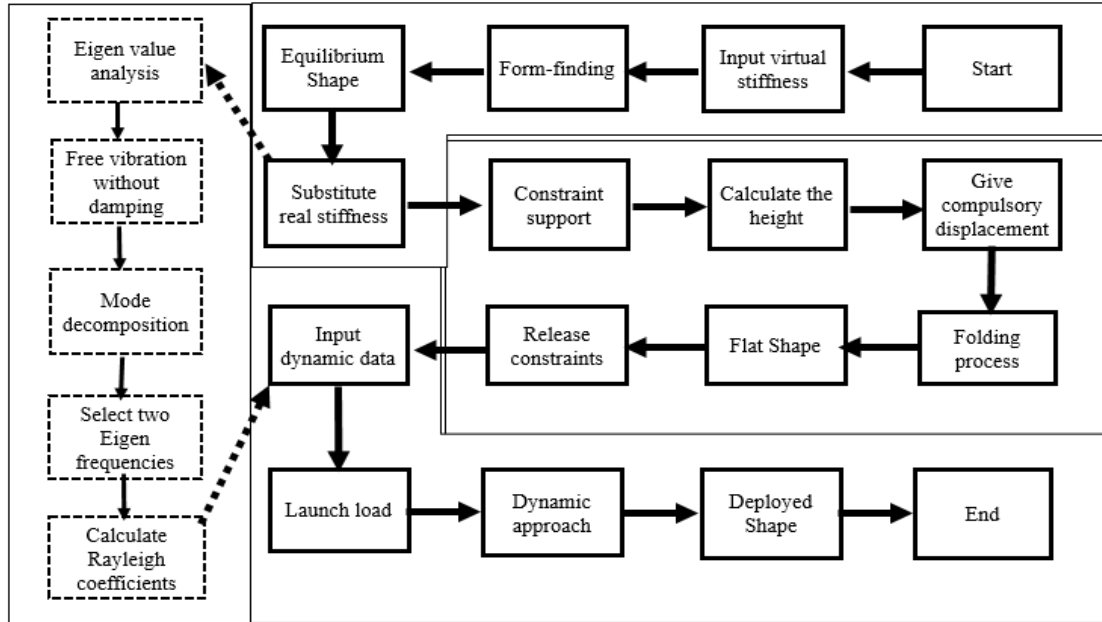 Eigen value
analysis
Free vibration
without
damping
Mode
decomposition
Select two
Eigen
frequencies
Calculate
Rayleigh
coefficients
Equilibrium
Shape
Form-finding
Input virtual
stiffness
Start
Substitute
real stiffness
Constraint
support
Calculate the
height
Give
compulsory
displacement
Input
dynamic data
Release
constraints
Flat Shape
Folding
process
Launch load
Dynamic
approach
Deployed
Shape
End